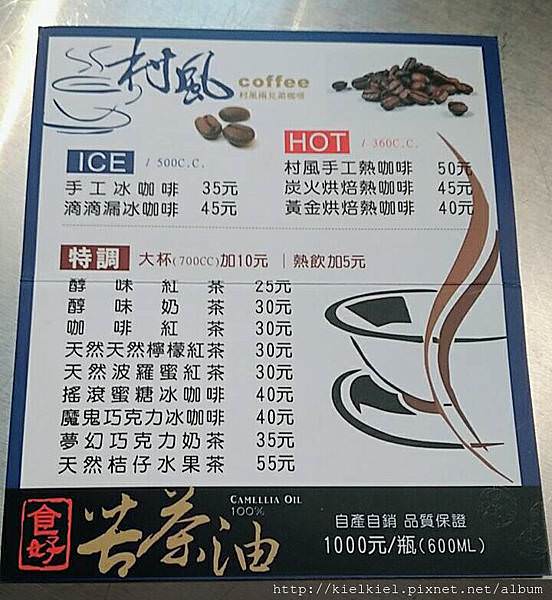 村風
coffee
村風兩兄弟咖啡
ICE / 500C.C.
手工冰咖啡 35元
滴滴漏冰咖啡 45元
HOT / 360C.C.
村風手工熱咖啡 50元
炭火烘焙熱咖啡 45元
黃金烘焙熱咖啡 40元
特調 大杯(700CC)加10元 | 熱飲加5元
醇味紅茶 25元
醇味奶茶 30元
咖啡紅茶 30元
天然天然檸檬紅茶 30元
天然波羅蜜紅茶 30元
搖滾蜜糖冰咖啡 40元
魔鬼巧克力冰咖啡 40元
夢幻巧克力奶茶 35元
天然桔仔水果茶 55元
食好
苦茶油
CAMELLIA OIL
100%
自產自銷 品質保證
1000元/瓶(600ML)
http://kielkiel.pixnet.net/album